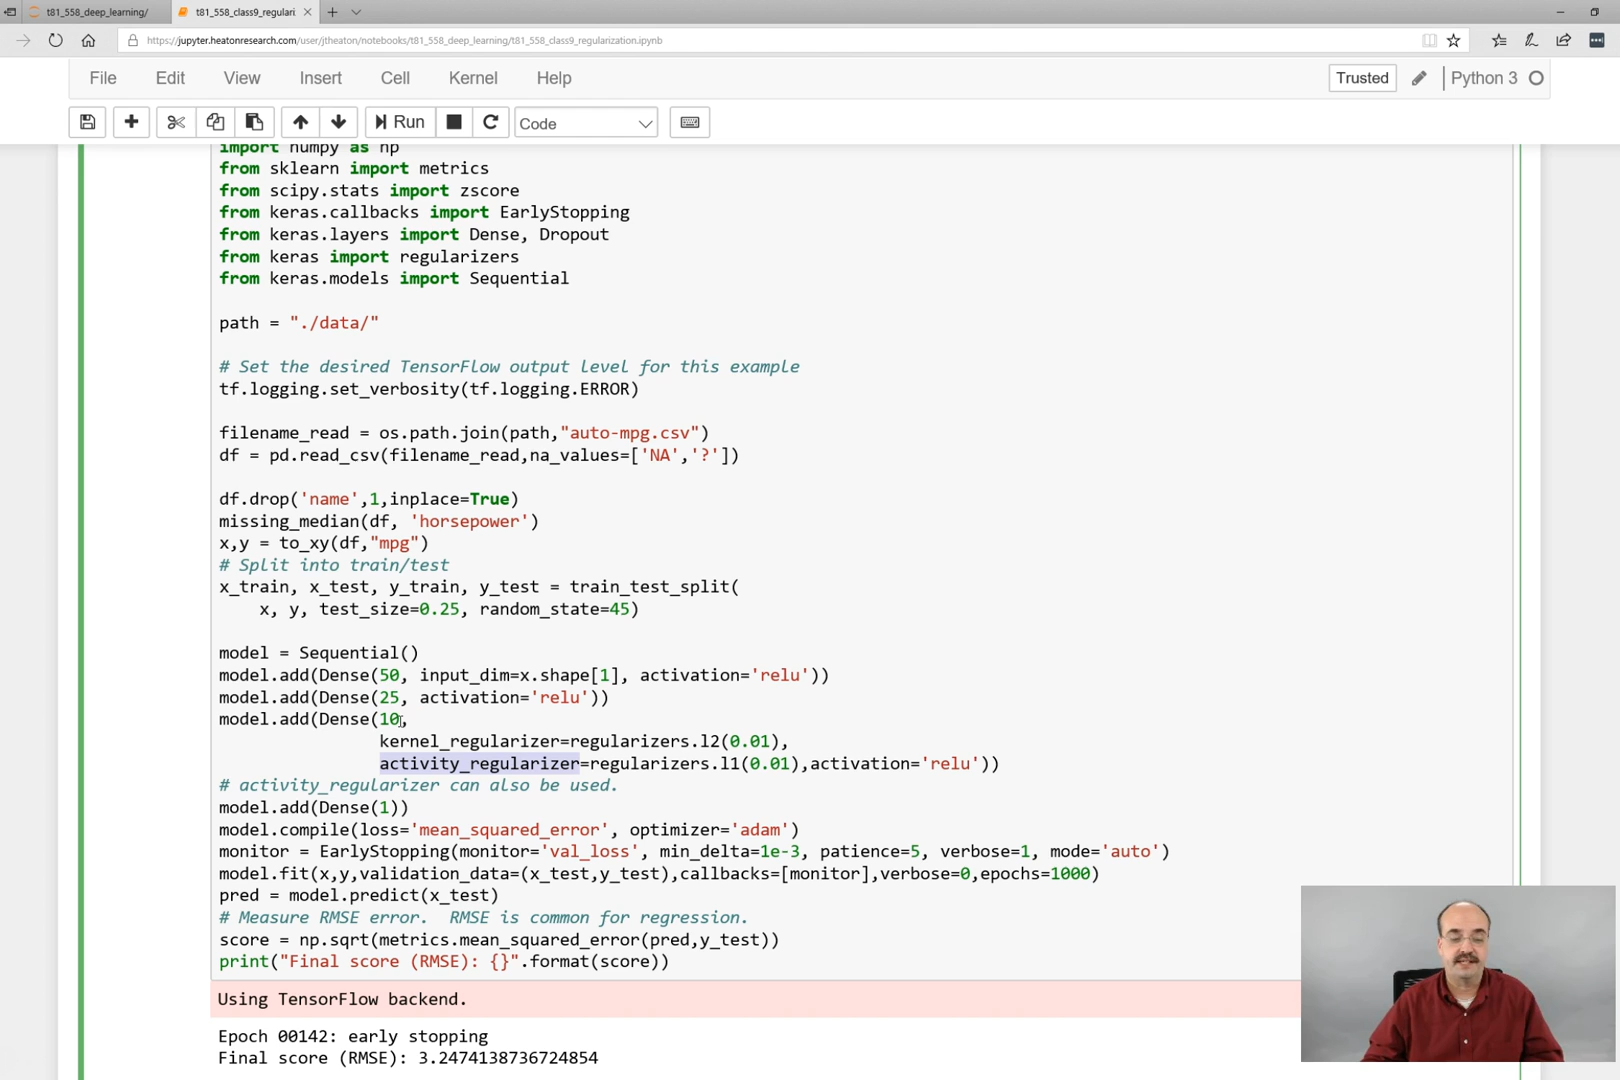 t81_558_deep_learning/
t81_558_class9_regulari
https://jupyter.heatonresearch.com/user/jtheaton/notebooks/t81_558_deep_learning/t81_558_class9_regularization.ipynb
File Edit View Insert Cell Kernel Help Trusted Python 3
Run Code
import numpy as np
from sklearn import metrics
from scipy.stats import zscore
from keras.callbacks import EarlyStopping
from keras.layers import Dense, Dropout
from keras import regularizers
from keras.models import Sequential
path = "./data/"
# Set the desired TensorFlow output level for this example
tf.logging.set_verbosity(tf.logging.ERROR)
filename_read = os.path.join(path,"auto-mpg.csv")
df = pd.read_csv(filename_read,na_values=['NA','?'])
df.drop('name',1,inplace=True)
missing_median(df, 'horsepower')
x,y = to_xy(df,"mpg")
# Split into train/test
x_train, x_test, y_train, y_test = train_test_split(
x, y, test_size=0.25, random_state=45)
model = Sequential()
model.add(Dense(50, input_dim=x.shape[1], activation='relu'))
model.add(Dense(25, activation='relu'))
model.add(Dense(10,
kernel_regularizer=regularizers.l2(0.01),
activity_regularizer=regularizers.l1(0.01),activation='relu'))
# activity_regularizer can also be used.
model.add(Dense(1))
model.compile(loss='mean_squared_error', optimizer='adam')
monitor = EarlyStopping(monitor='val_loss', min_delta=1e-3, patience=5, verbose=1, mode='auto')
model.fit(x,y,validation_data=(x_test,y_test),callbacks=[monitor],verbose=0,epochs=1000)
pred = model.predict(x_test)
# Measure RMSE error.  RMSE is common for regression.
score = np.sqrt(metrics.mean_squared_error(pred,y_test))
print("Final score (RMSE): {}".format(score))
Using TensorFlow backend.
Epoch 00142: early stopping
Final score (RMSE): 3.2474138736724854